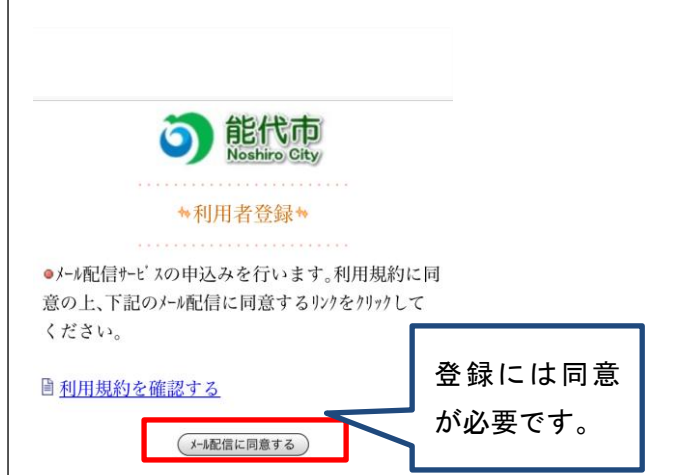 能代市
Noshiro City
利用者登録
ﾒｰﾙ配信ｻｰﾋﾞｽの申込みを行います。利用規約に同
意の上、下記のﾒｰﾙ配信に同意するﾘﾝｸをｸﾘｯｸして
ください。
利用規約を確認する
ﾒｰﾙ配信に同意する
登録には同意
が必要です。